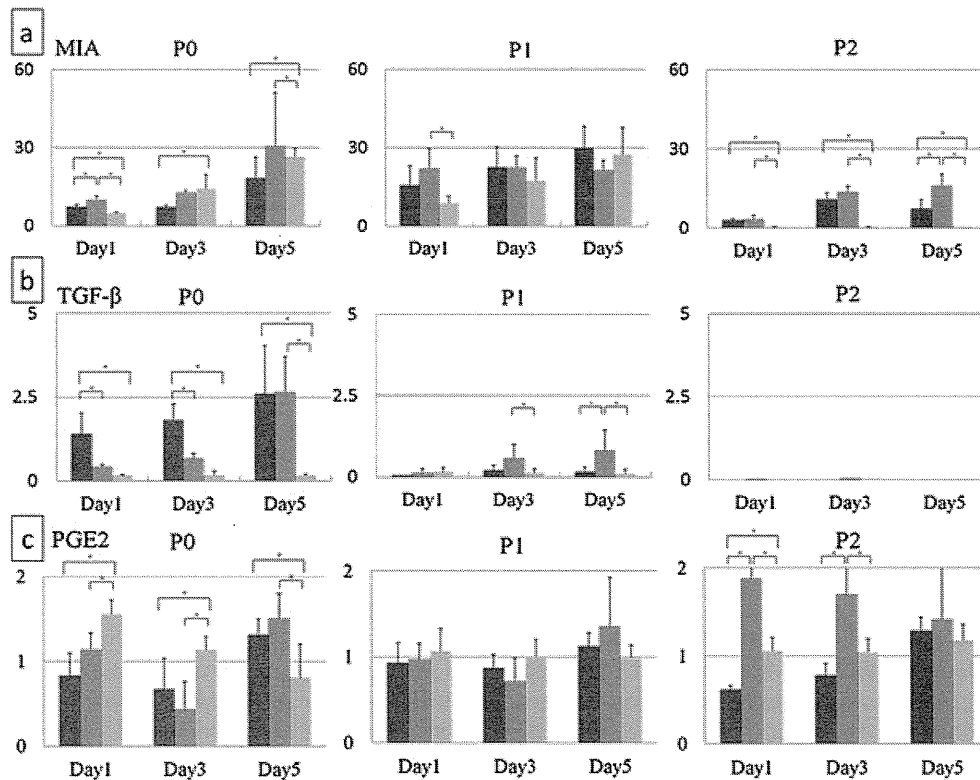 a
MIA P0 P1 P2
60 60 60
* * * * * *
* * * * * * *
30 30 30
0 0 0
Day1 Day3 Day5 Day1 Day3 Day5 Day1 Day3 Day5
b
TGF-β P0 P1 P2
5 5 5
* * *
* * * * * *
2.5 2.5 2.5
0 0 0
Day1 Day3 Day5 Day1 Day3 Day5 Day1 Day3 Day5
c
PGE2 P0 P1 P2
* * * *
* * * * * * *
2 2 2
1 1 1
0 0 0
Day1 Day3 Day5 Day1 Day3 Day5 Day1 Day3 Day5